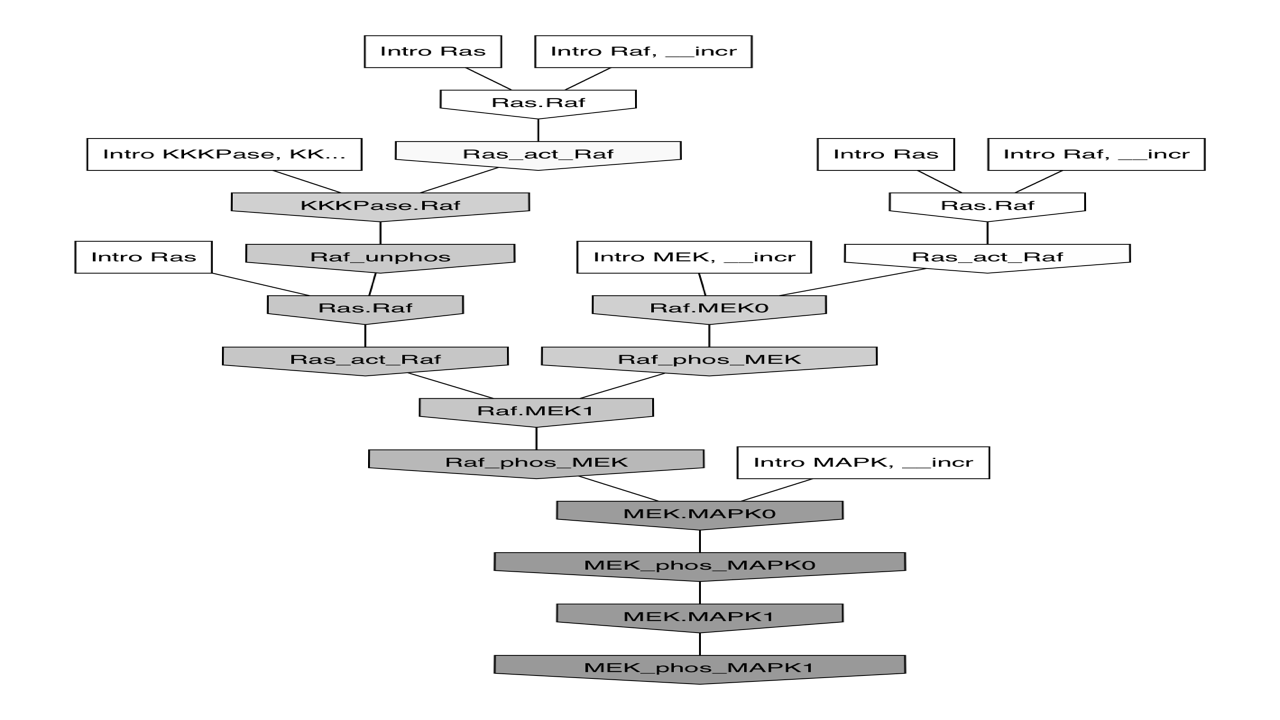 Intro Ras
Intro Raf, __incr
Ras.Raf
Intro KKKPase, KK...
Ras_act_Raf
Intro Ras
Intro Raf, __incr
KKKPase.Raf
Ras.Raf
Intro Ras
Raf_unphos
Intro MEK, __incr
Ras_act_Raf
Ras.Raf
Raf.MEK0
Ras_act_Raf
Raf_phos_MEK
Raf.MEK1
Raf_phos_MEK
Intro MAPK, __incr
MEK.MAPK0
MEK_phos_MAPK0
MEK.MAPK1
MEK_phos_MAPK1